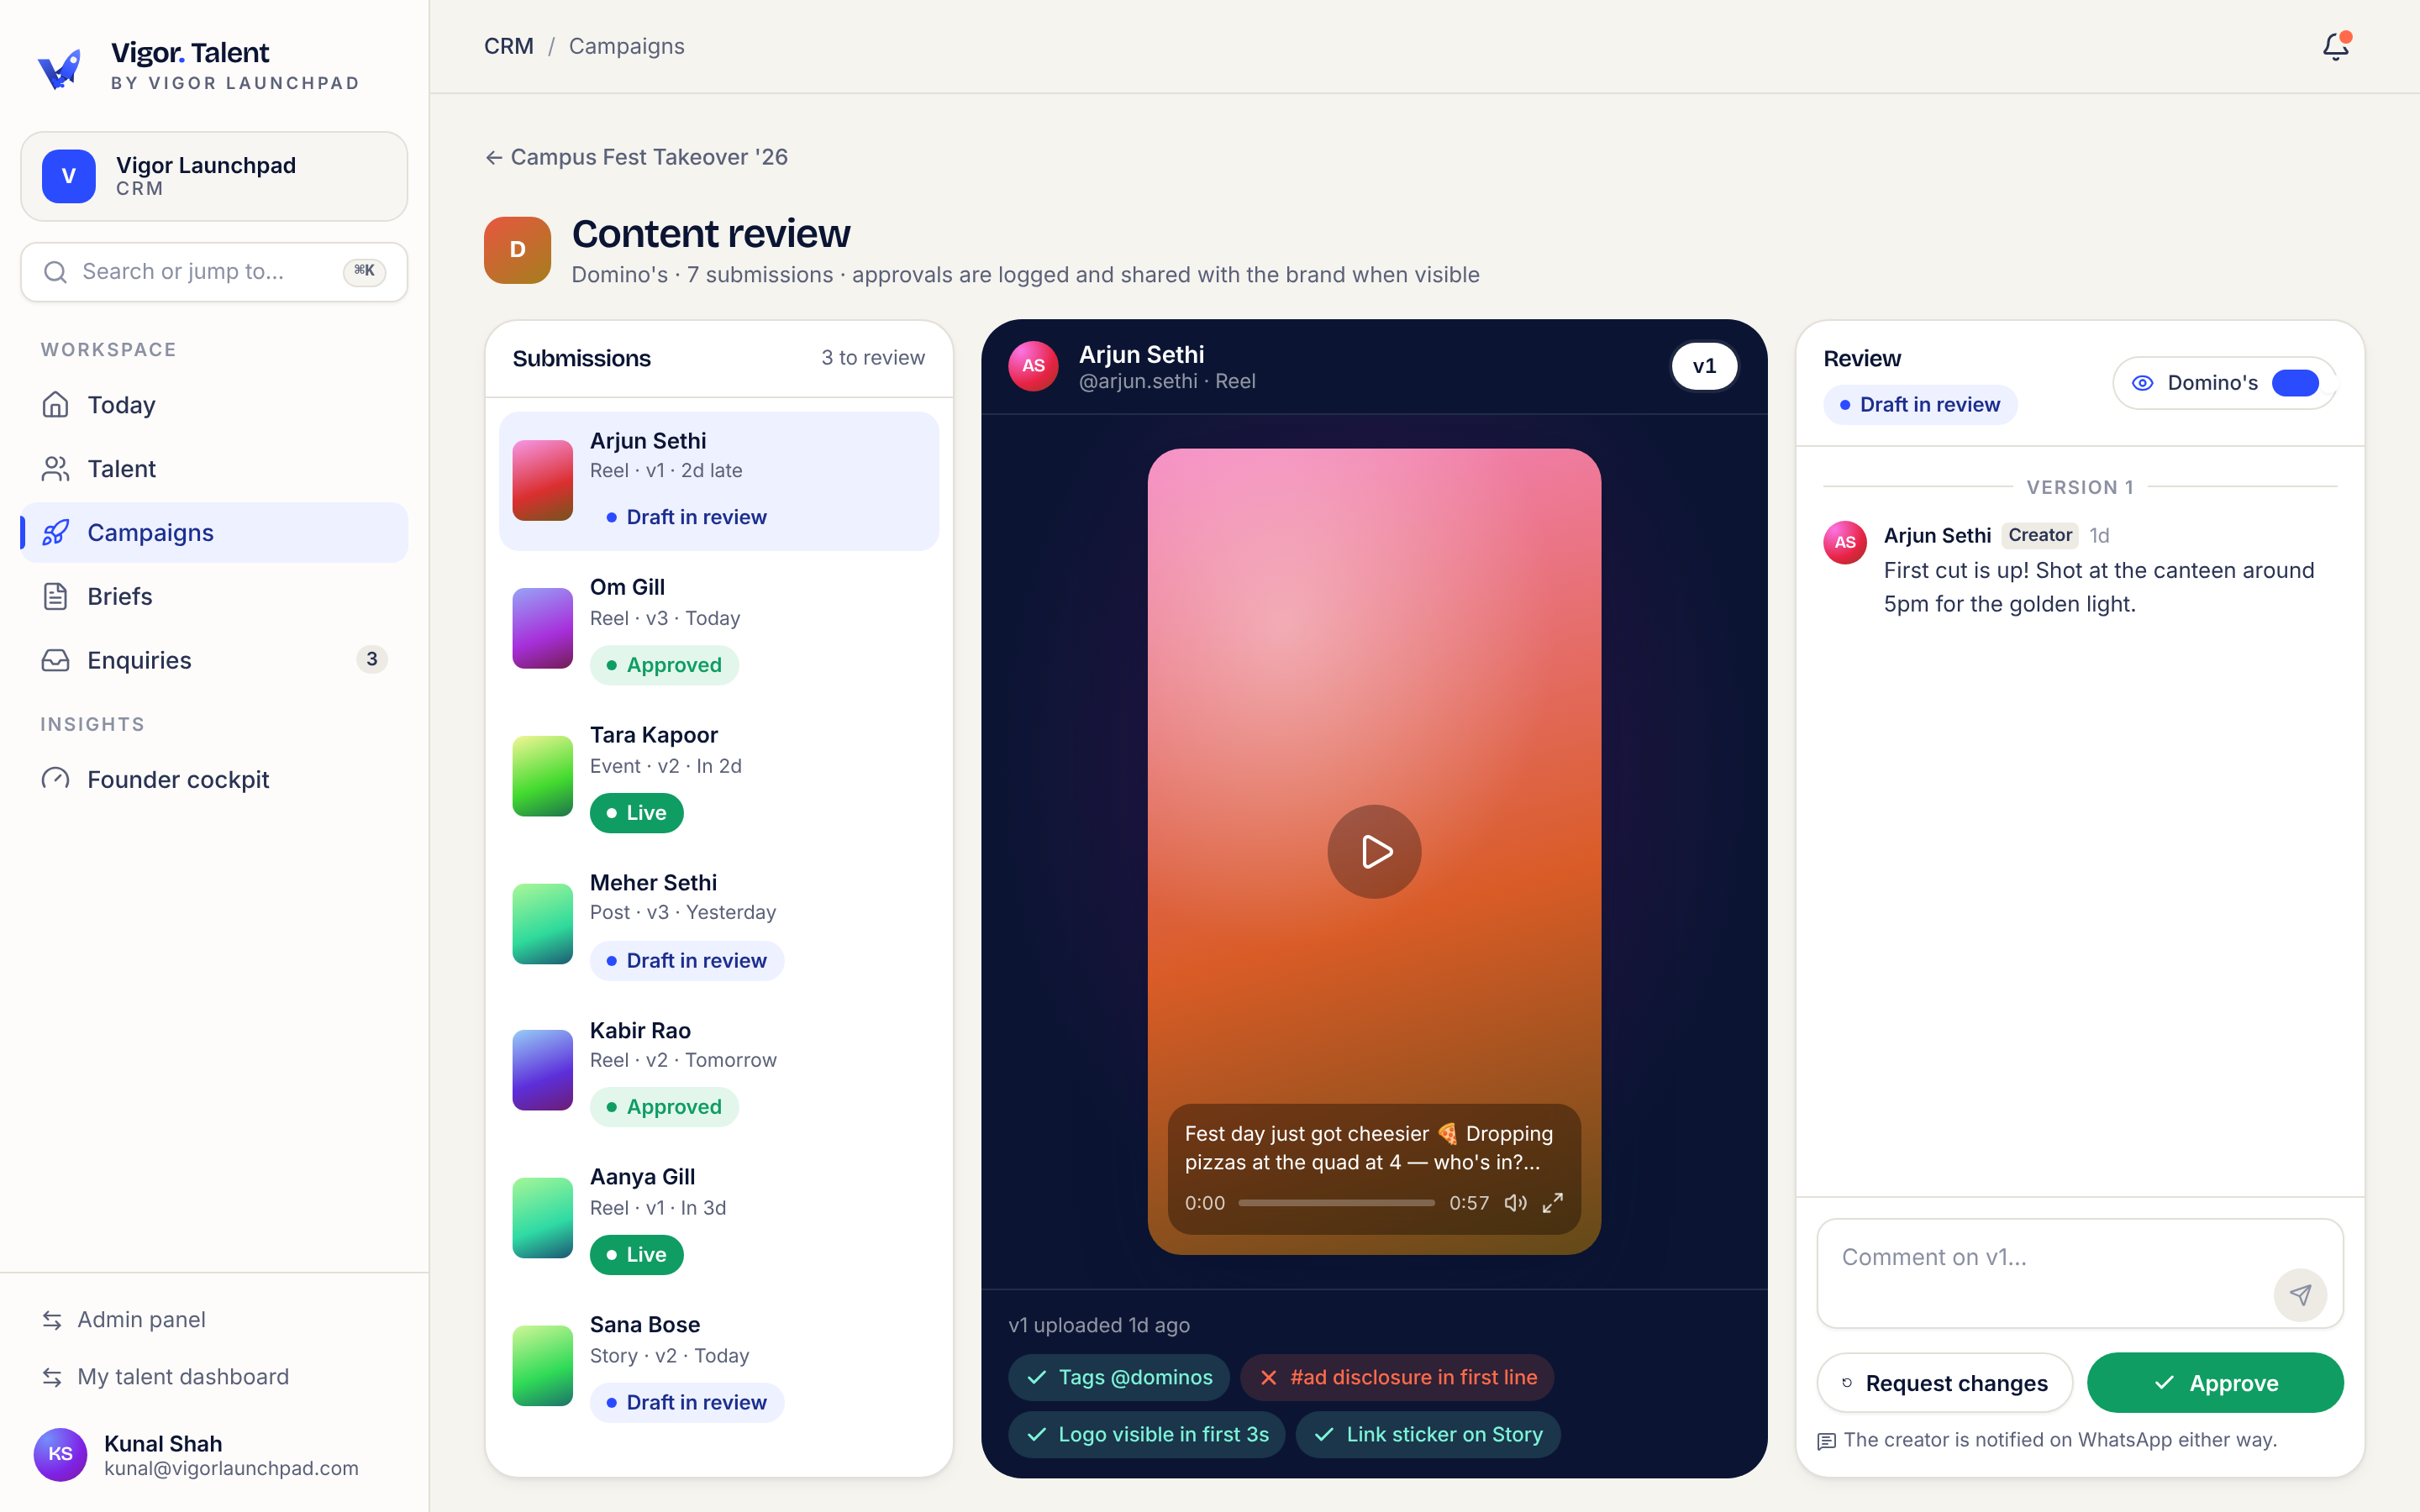 Vigor. Talent
BY VIGOR LAUNCHPAD
V
Vigor Launchpad
CRM
Search or jump to...
⌘K
WORKSPACE
Today
Talent
Campaigns
Briefs
Enquiries
3
INSIGHTS
Founder cockpit
Admin panel
My talent dashboard
KS
Kunal Shah
kunal@vigorlaunchpad.com
CRM / Campaigns
← Campus Fest Takeover '26
D
Content review
Domino's · 7 submissions · approvals are logged and shared with the brand when visible
Submissions
3 to review
Arjun Sethi
Reel · v1 · 2d late
Draft in review
Om Gill
Reel · v3 · Today
Approved
Tara Kapoor
Event · v2 · In 2d
Live
Meher Sethi
Post · v3 · Yesterday
Draft in review
Kabir Rao
Reel · v2 · Tomorrow
Approved
Aanya Gill
Reel · v1 · In 3d
Live
Sana Bose
Story · v2 · Today
Draft in review
AS
Arjun Sethi
@arjun.sethi · Reel
v1
Fest day just got cheesier 🍕 Dropping
pizzas at the quad at 4 — who's in?...
0:00
0:57
v1 uploaded 1d ago
Tags @dominos
#ad disclosure in first line
Logo visible in first 3s
Link sticker on Story
Review
Draft in review
Domino's
VERSION 1
AS
Arjun Sethi Creator 1d
First cut is up! Shot at the canteen around
5pm for the golden light.
Comment on v1...
Request changes
Approve
The creator is notified on WhatsApp either way.